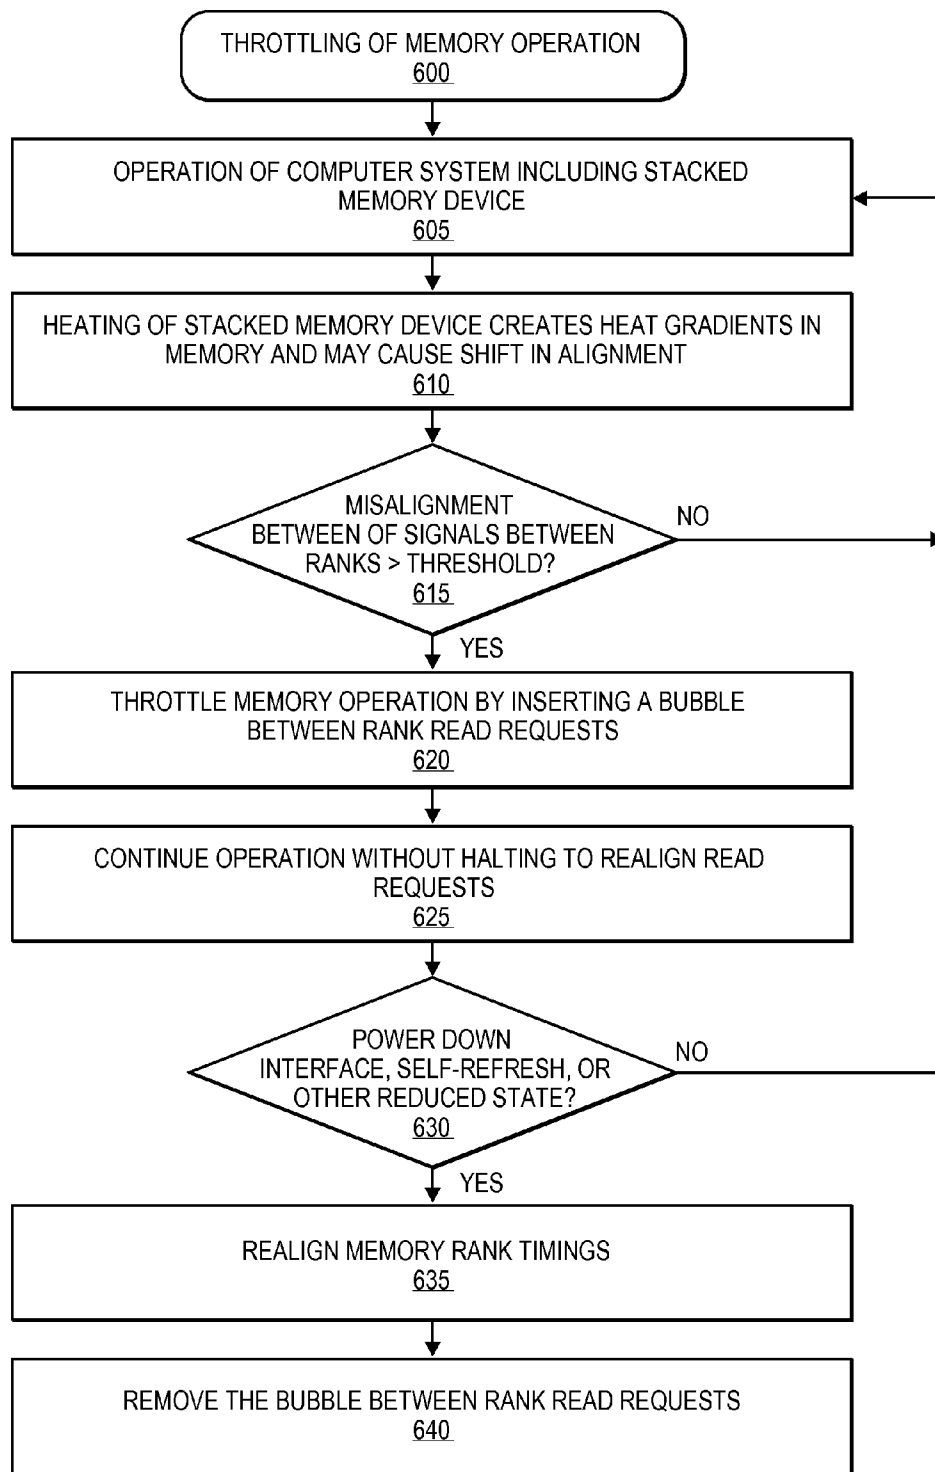 THROTTLING OF MEMORY OPERATION
600
OPERATION OF COMPUTER SYSTEM INCLUDING STACKED
MEMORY DEVICE
605
HEATING OF STACKED MEMORY DEVICE CREATES HEAT GRADIENTS IN
MEMORY AND MAY CAUSE SHIFT IN ALIGNMENT
610
MISALIGNMENT
BETWEEN OF SIGNALS BETWEEN
RANKS > THRESHOLD?
615
NO
YES
THROTTLE MEMORY OPERATION BY INSERTING A BUBBLE
BETWEEN RANK READ REQUESTS
620
CONTINUE OPERATION WITHOUT HALTING TO REALIGN READ
REQUESTS
625
POWER DOWN
INTERFACE, SELF-REFRESH, OR
OTHER REDUCED STATE?
630
NO
YES
REALIGN MEMORY RANK TIMINGS
635
REMOVE THE BUBBLE BETWEEN RANK READ REQUESTS
640